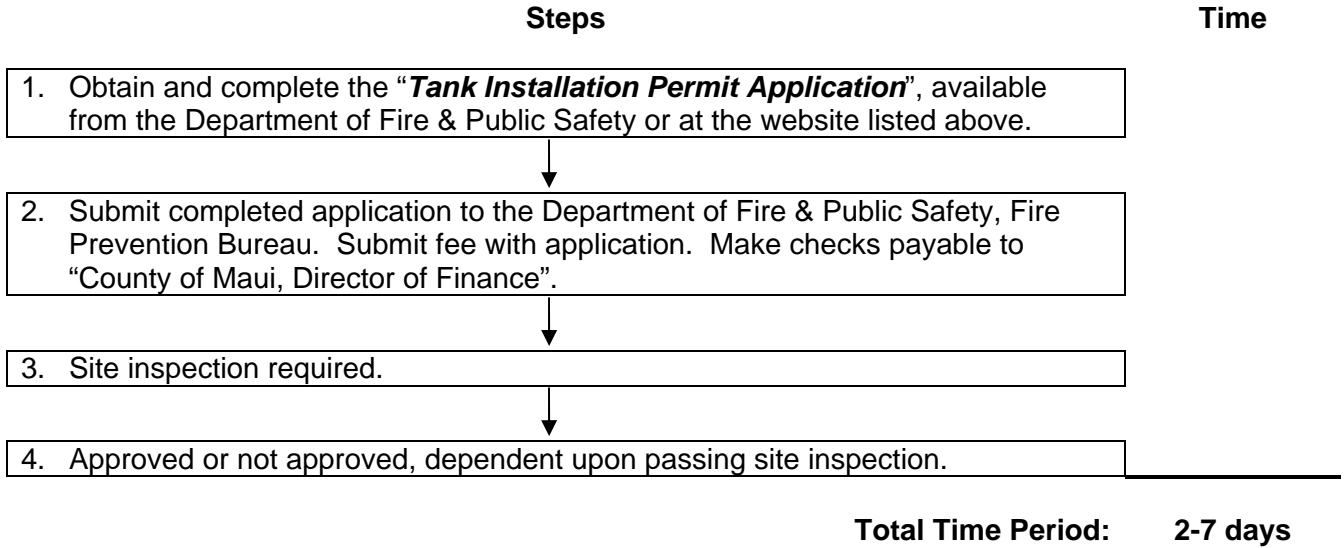 Steps Time
1. Obtain and complete the “Tank Installation Permit Application”, available
from the Department of Fire & Public Safety or at the website listed above.
2. Submit completed application to the Department of Fire & Public Safety, Fire
Prevention Bureau. Submit fee with application. Make checks payable to
“County of Maui, Director of Finance”.
3. Site inspection required.
4. Approved or not approved, dependent upon passing site inspection.
Total Time Period: 2-7 days